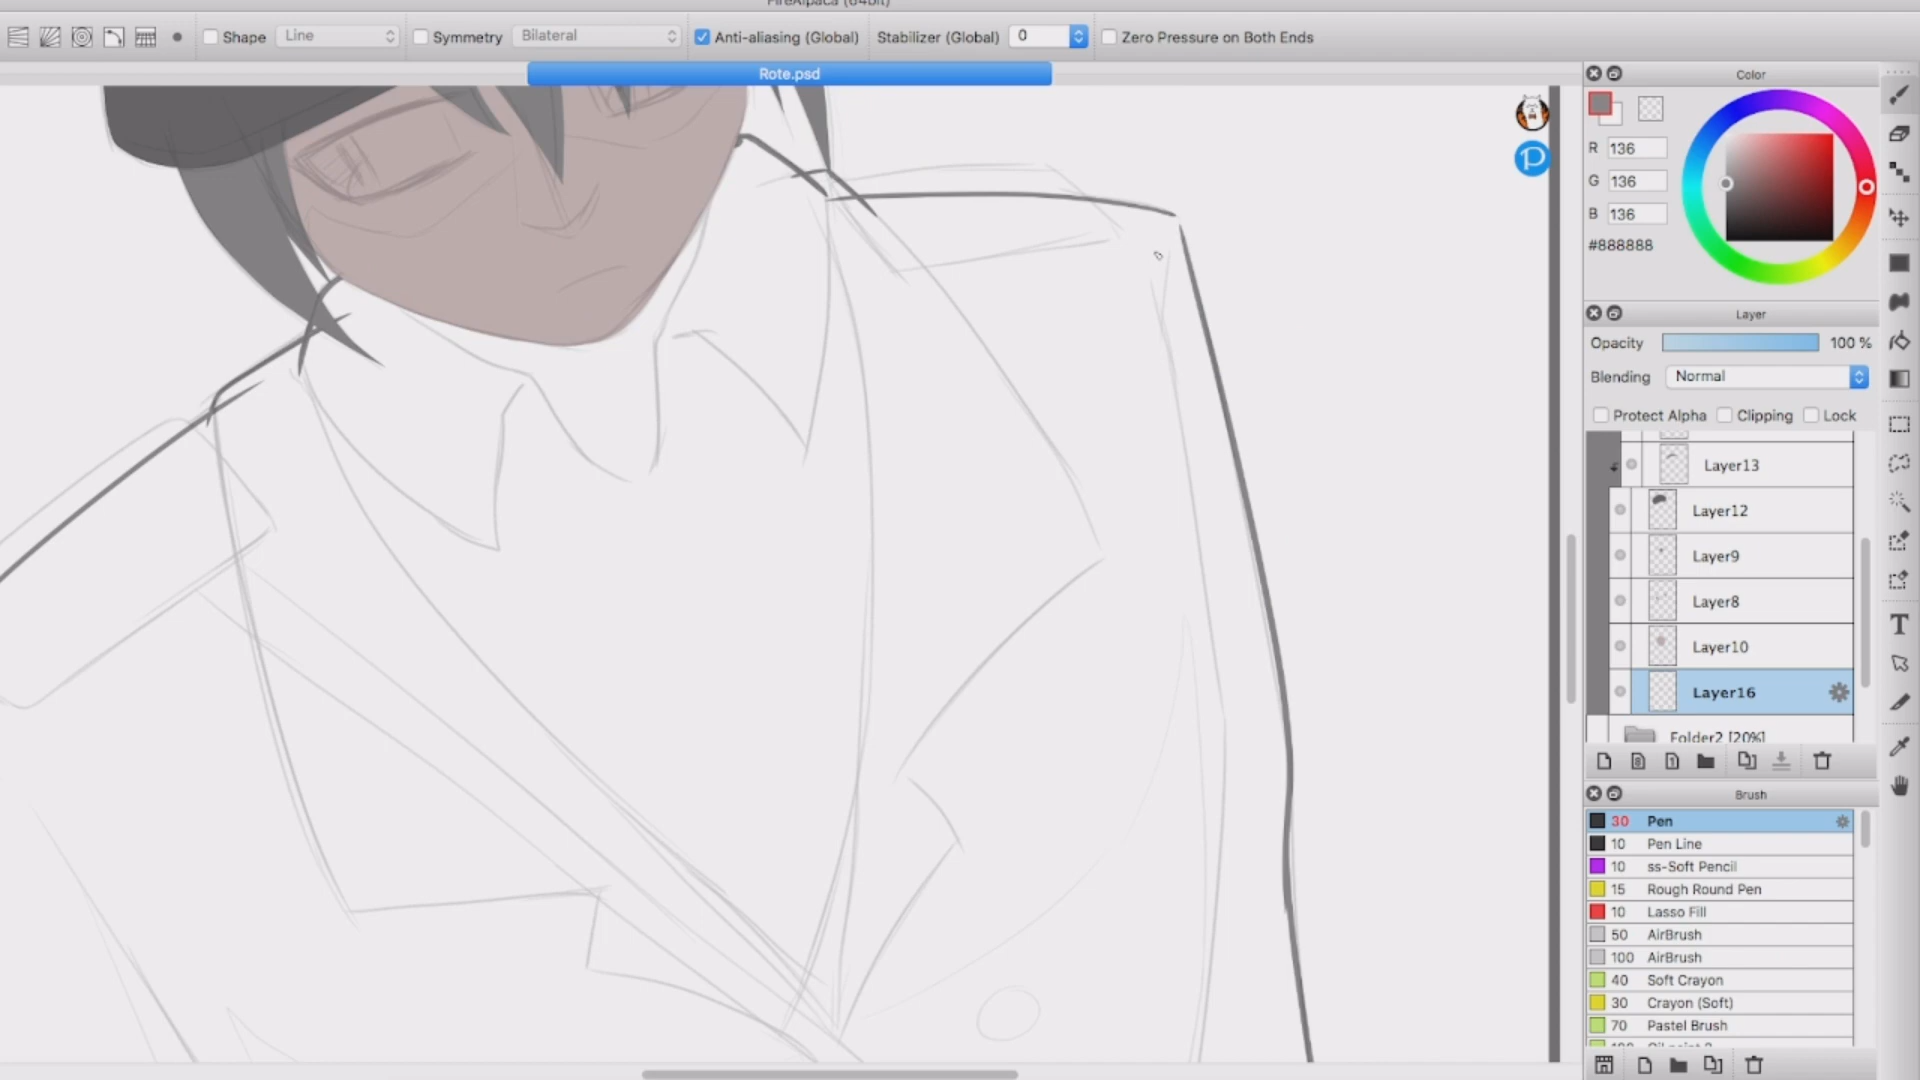 FireAlpaca (64bit)
Shape Line Symmetry Bilateral Anti-aliasing (Global) Stabilizer (Global) 0 Zero Pressure on Both Ends
Rote.psd
Color
R 136
G 136
B 136
#888888
Layer
Opacity 100 %
Blending Normal
Protect Alpha Clipping Lock
Layer13
Layer12
Layer9
Layer8
Layer10
Layer16
Folder2 [20%]
Brush
30 Pen
10 Pen Line
10 ss-Soft Pencil
15 Rough Round Pen
10 Lasso Fill
50 AirBrush
100 AirBrush
40 Soft Crayon
30 Crayon (Soft)
70 Pastel Brush